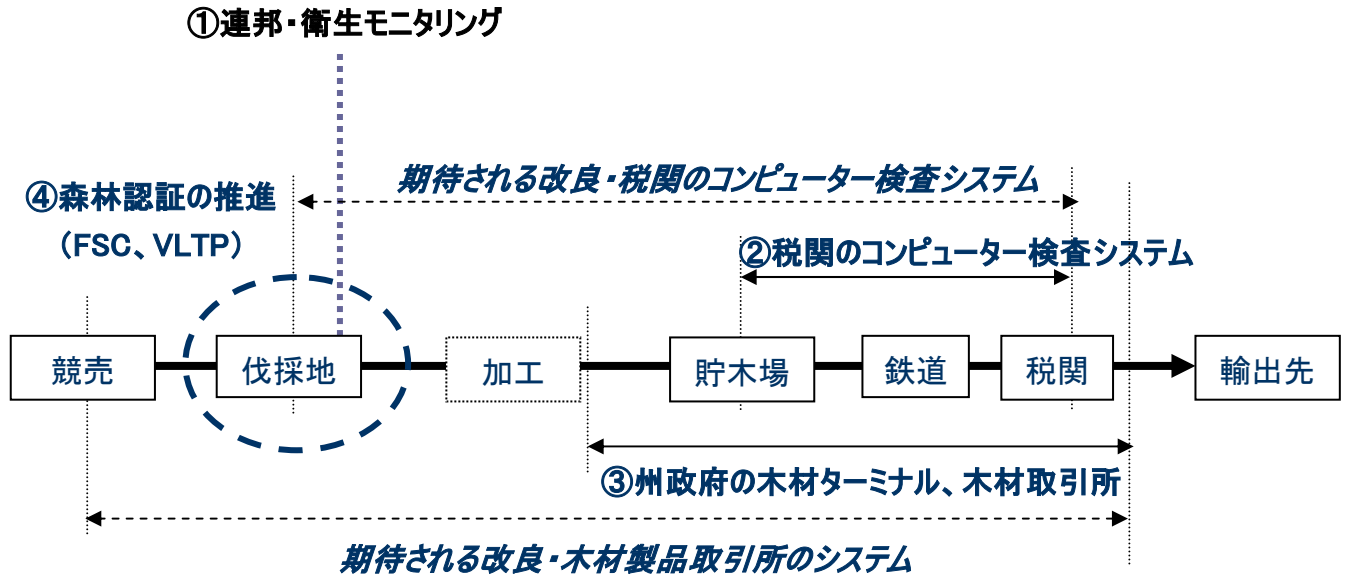 ①連邦・衛生モニタリング
期待される改良・税関のコンピューター検査システム
④森林認証の推進
（FSC、VLTP）
②税関のコンピューター検査システム
競売
伐採地
加工
貯木場
鉄道
税関
輸出先
③州政府の木材ターミナル、木材取引所
期待される改良・木材製品取引所のシステム